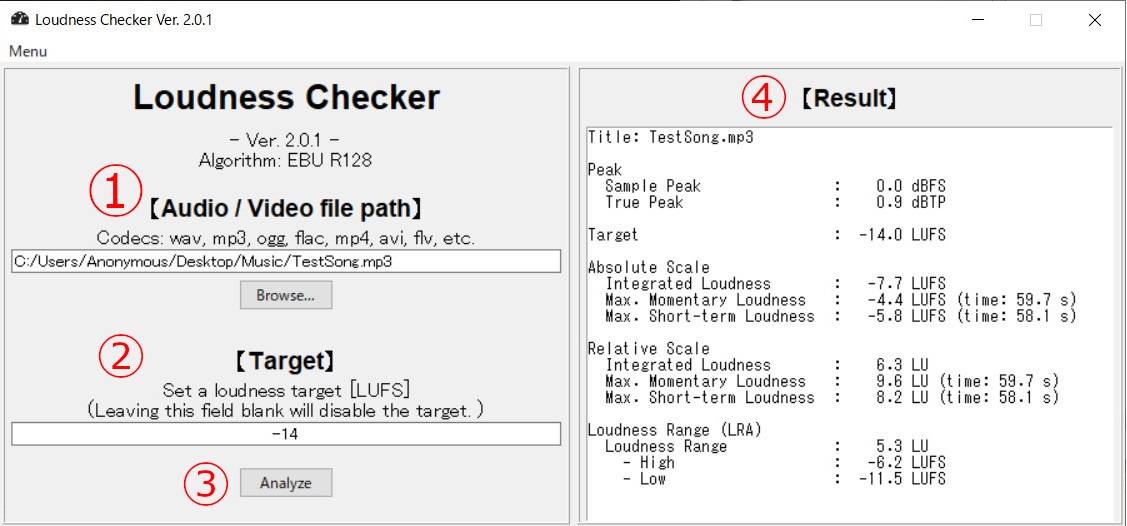 Loudness Checker Ver. 2.0.1
Menu
Loudness Checker
- Ver. 2.0.1 -
Algorithm: EBU R128
①
【Audio / Video file path】
Codecs: wav, mp3, ogg, flac, mp4, avi, flv, etc.
C:/Users/Anonymous/Desktop/Music/TestSong.mp3
Browse...
②
【Target】
Set a loudness target [LUFS]
(Leaving this field blank will disable the target. )
-14
③ Analyze
④ 【Result】
Title: TestSong.mp3
Peak
Sample Peak : 0.0 dBFS
True Peak : 0.9 dBTP
Target : -14.0 LUFS
Absolute Scale
Integrated Loudness : -7.7 LUFS
Max. Momentary Loudness : -4.4 LUFS (time: 59.7 s)
Max. Short-term Loudness : -5.8 LUFS (time: 58.1 s)
Relative Scale
Integrated Loudness : 6.3 LU
Max. Momentary Loudness : 9.6 LU (time: 59.7 s)
Max. Short-term Loudness : 8.2 LU (time: 58.1 s)
Loudness Range (LRA)
Loudness Range : 5.3 LU
- High : -6.2 LUFS
- Low : -11.5 LUFS